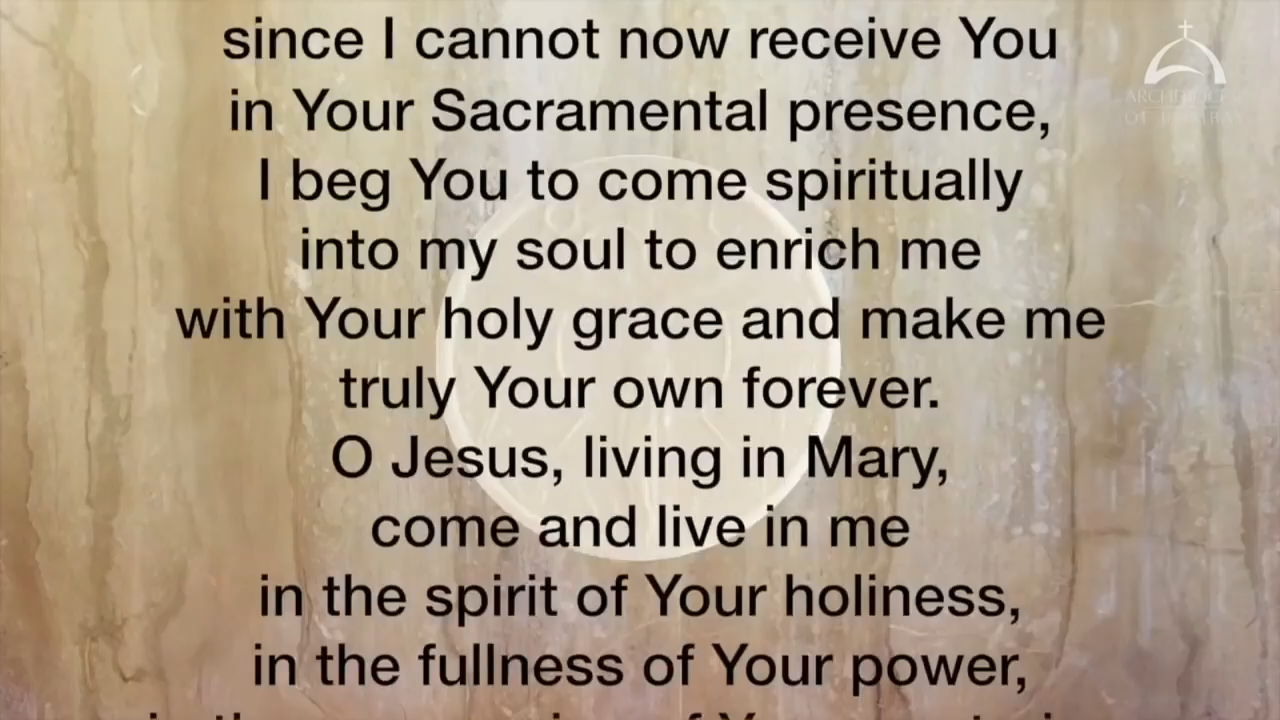 since I cannot now receive You
in Your Sacramental presence,
I beg You to come spiritually
into my soul to enrich me
with Your holy grace and make me
truly Your own forever.
O Jesus, living in Mary,
come and live in me
in the spirit of Your holiness,
in the fullness of Your power,